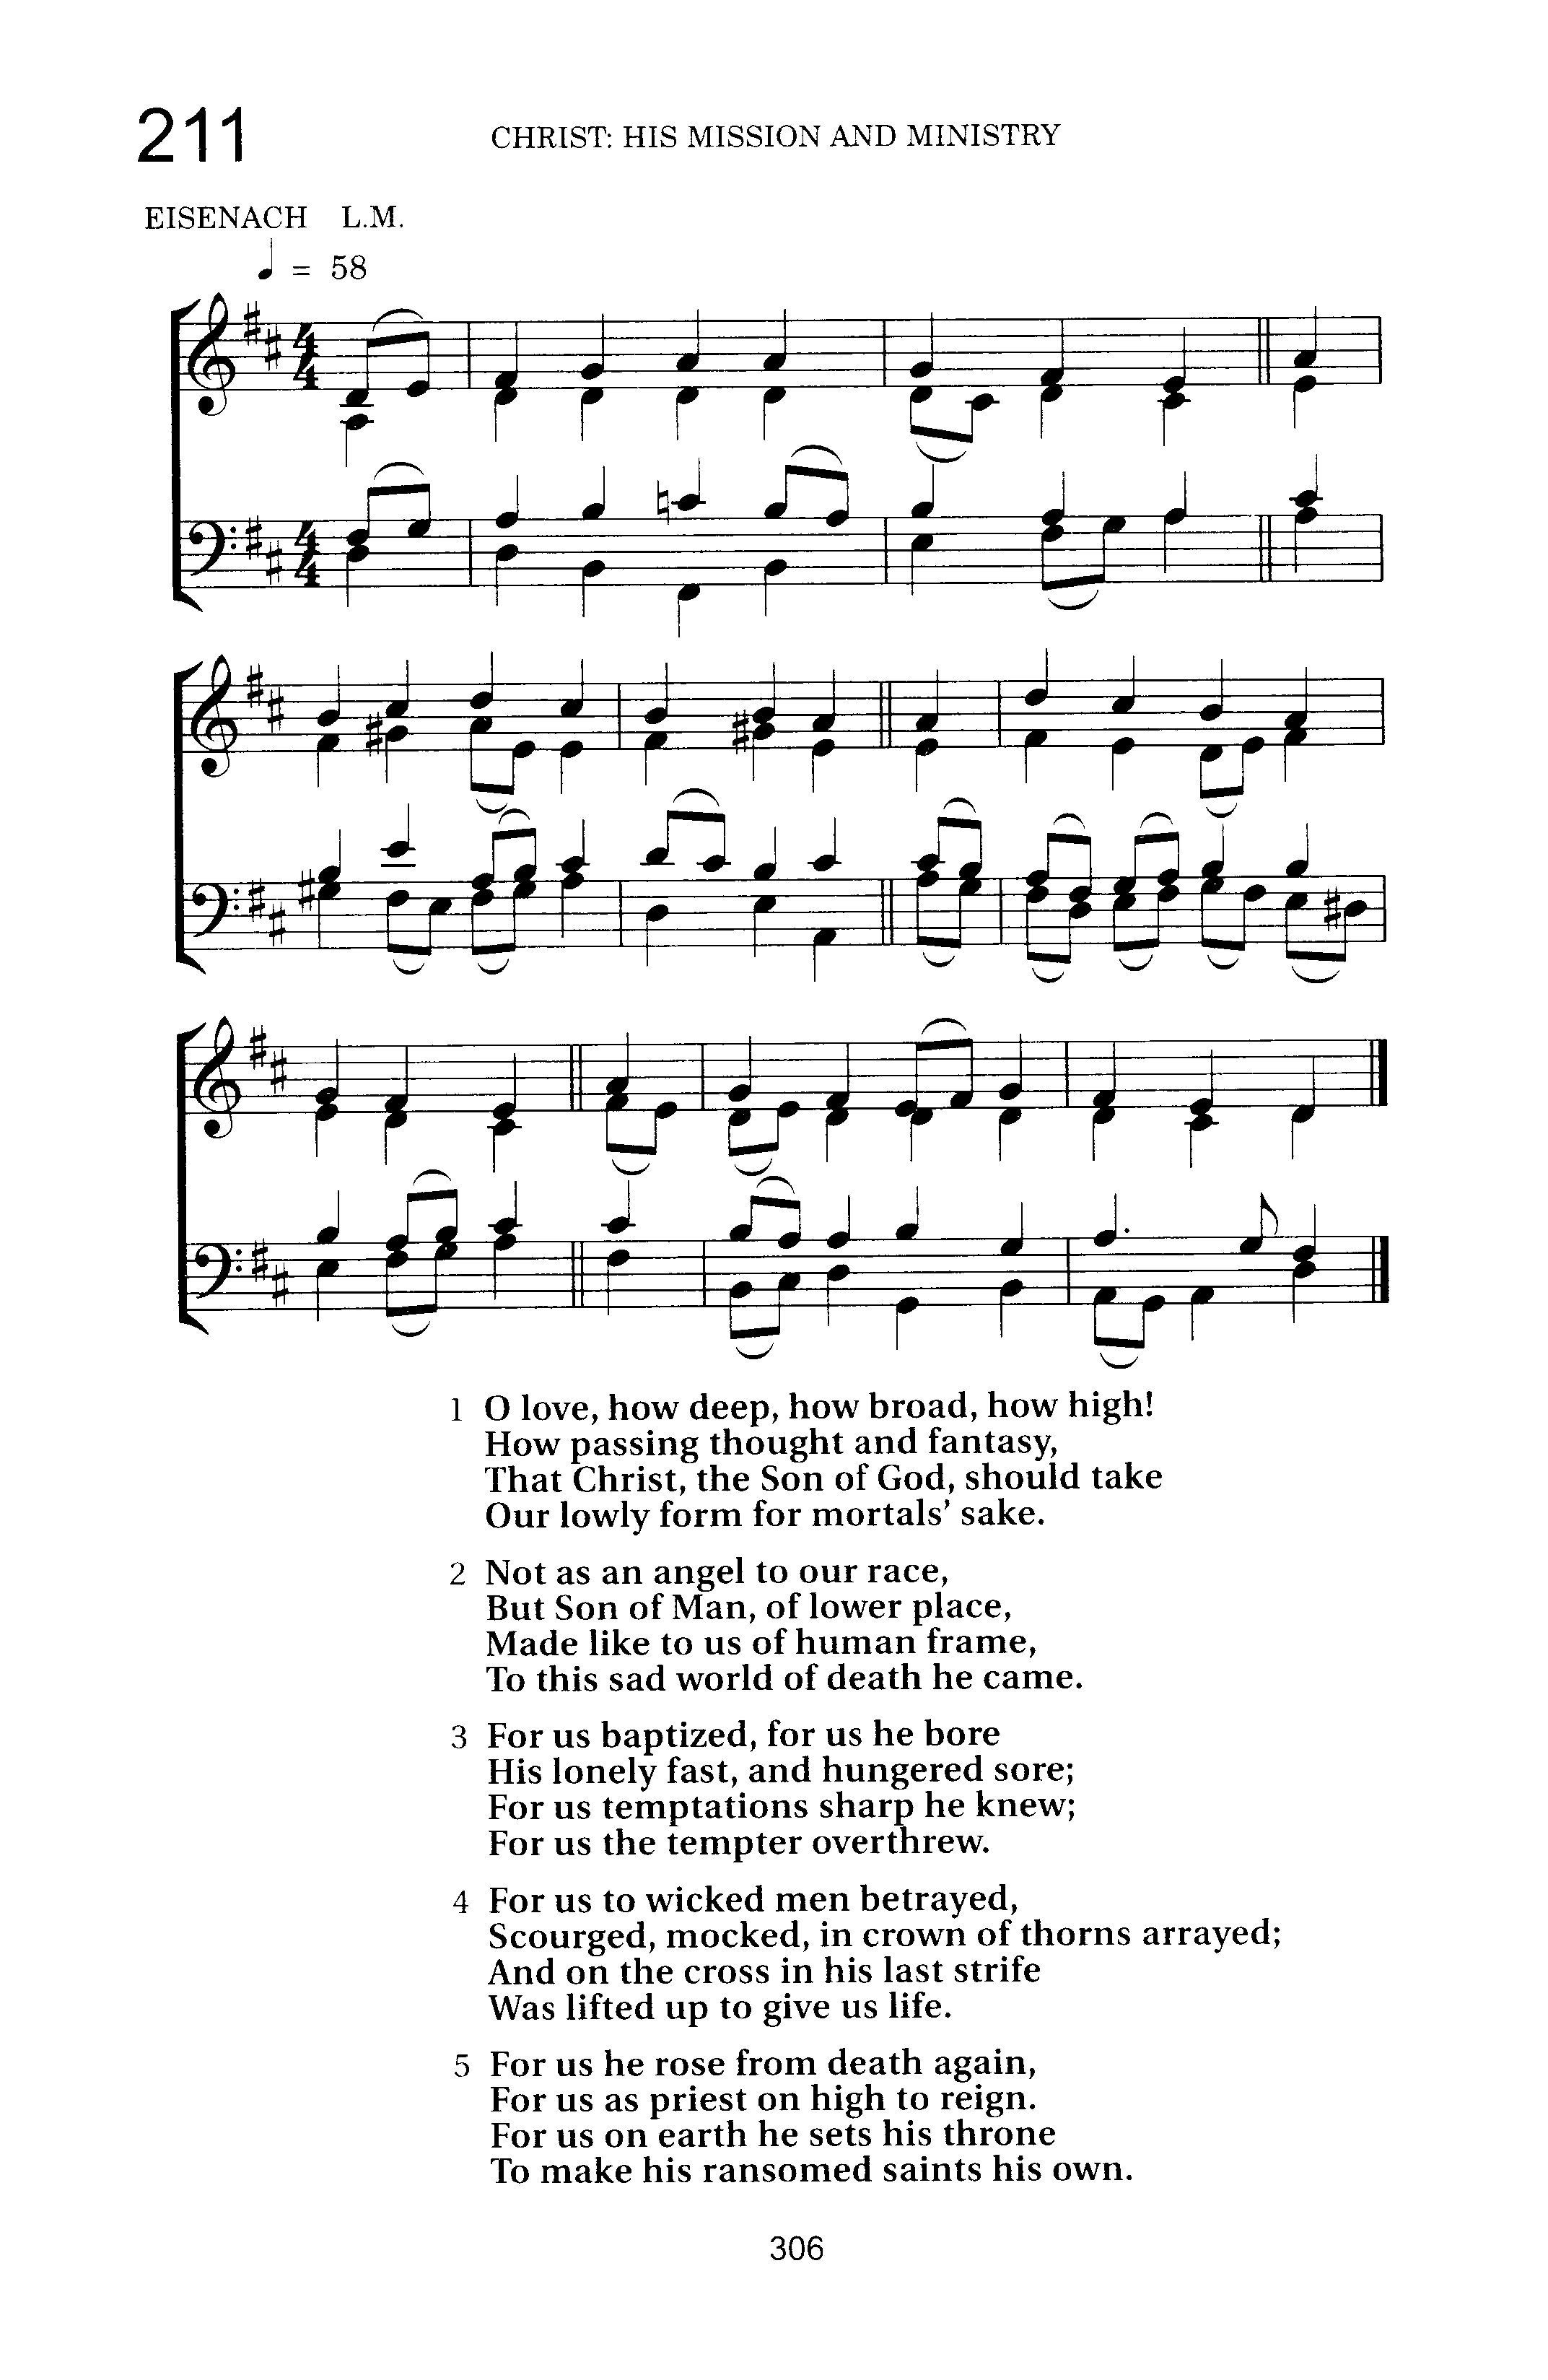 211
CHRIST: HIS MISSION AND MINISTRY
EISENACH L.M.
♩ = 58
1 O love, how deep, how broad, how high!
How passing thought and fantasy,
That Christ, the Son of God, should take
Our lowly form for mortals’ sake.
2 Not as an angel to our race,
But Son of Man, of lower place,
Made like to us of human frame,
To this sad world of death he came.
3 For us baptized, for us he bore
His lonely fast, and hungered sore;
For us temptations sharp he knew;
For us the tempter overthrew.
4 For us to wicked men betrayed,
Scourged, mocked, in crown of thorns arrayed;
And on the cross in his last strife
Was lifted up to give us life.
5 For us he rose from death again,
For us as priest on high to reign.
For us on earth he sets his throne
To make his ransomed saints his own.
306